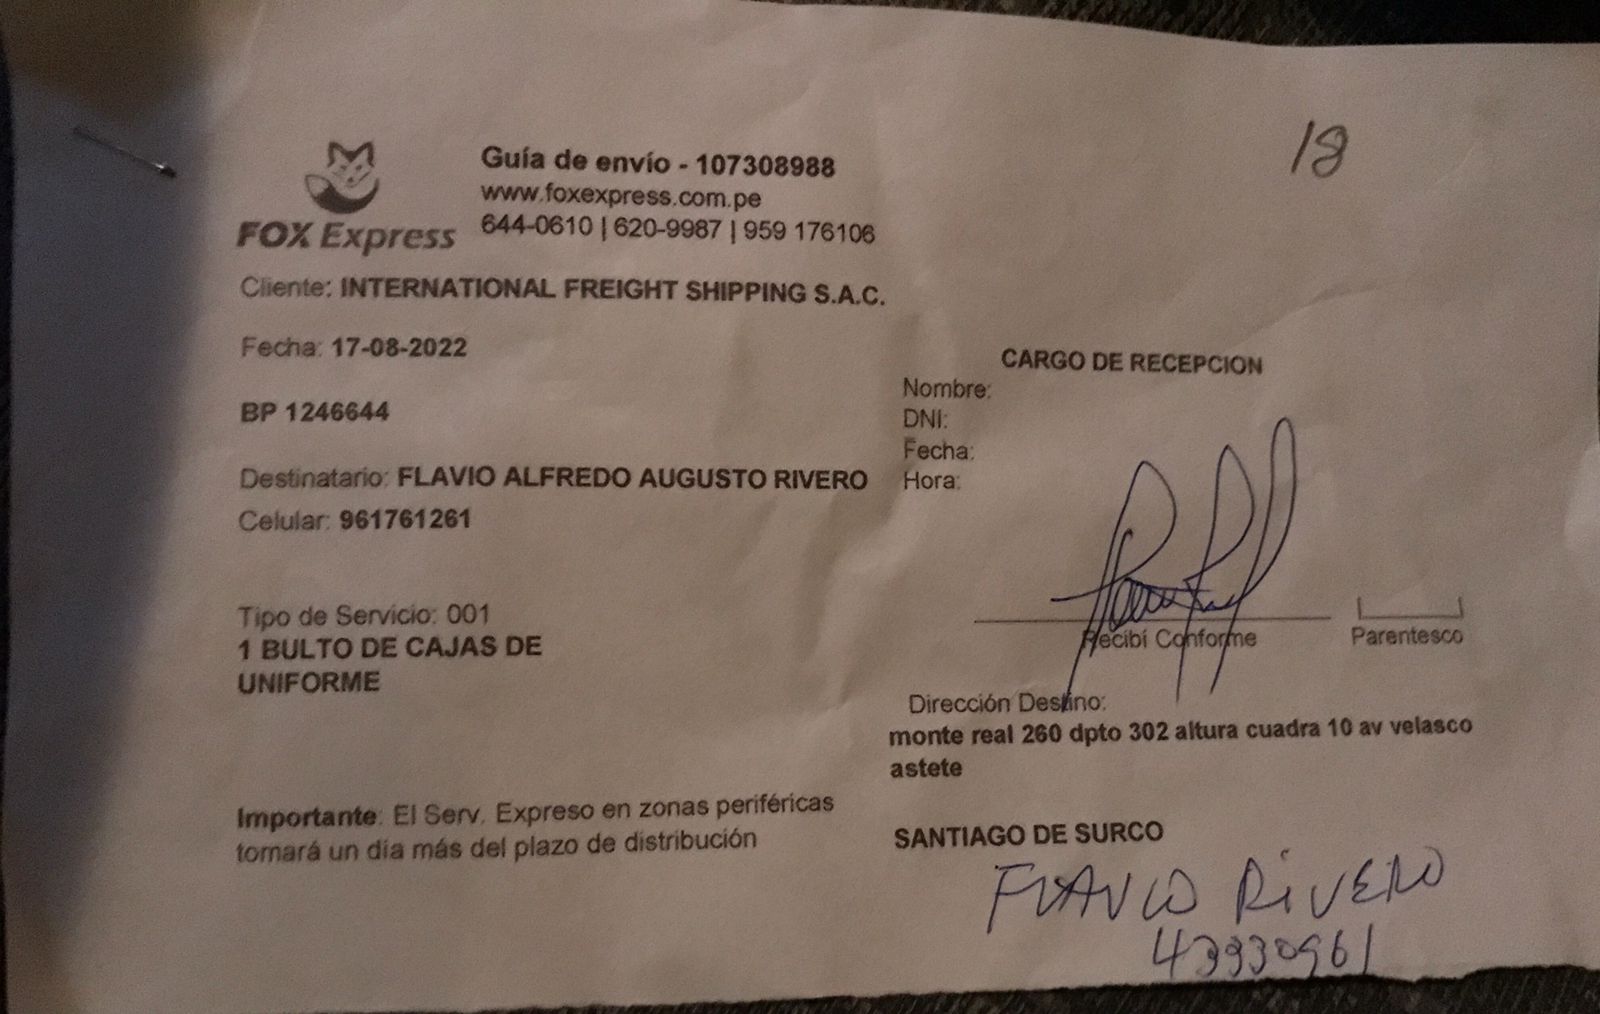 18
FOX Express
Guía de envío - 107308988
www.foxexpress.com.pe
644-0610 | 620-9987 | 959 176106
Cliente: INTERNATIONAL FREIGHT SHIPPING S.A.C.
Fecha: 17-08-2022
BP 1246644
Destinatario: FLAVIO ALFREDO AUGUSTO RIVERO
Celular: 961761261
Tipo de Servicio: 001
1 BULTO DE CAJAS DE
UNIFORME
Importante: El Serv. Expreso en zonas periféricas
tomará un día más del plazo de distribución
CARGO DE RECEPCION
Nombre:
DNI:
Fecha:
Hora:
Recibí Conforme
Parentesco
Dirección Destino:
monte real 260 dpto 302 altura cuadra 10 av velasco
astete
SANTIAGO DE SURCO
FLAVIO RIVERO
43930961